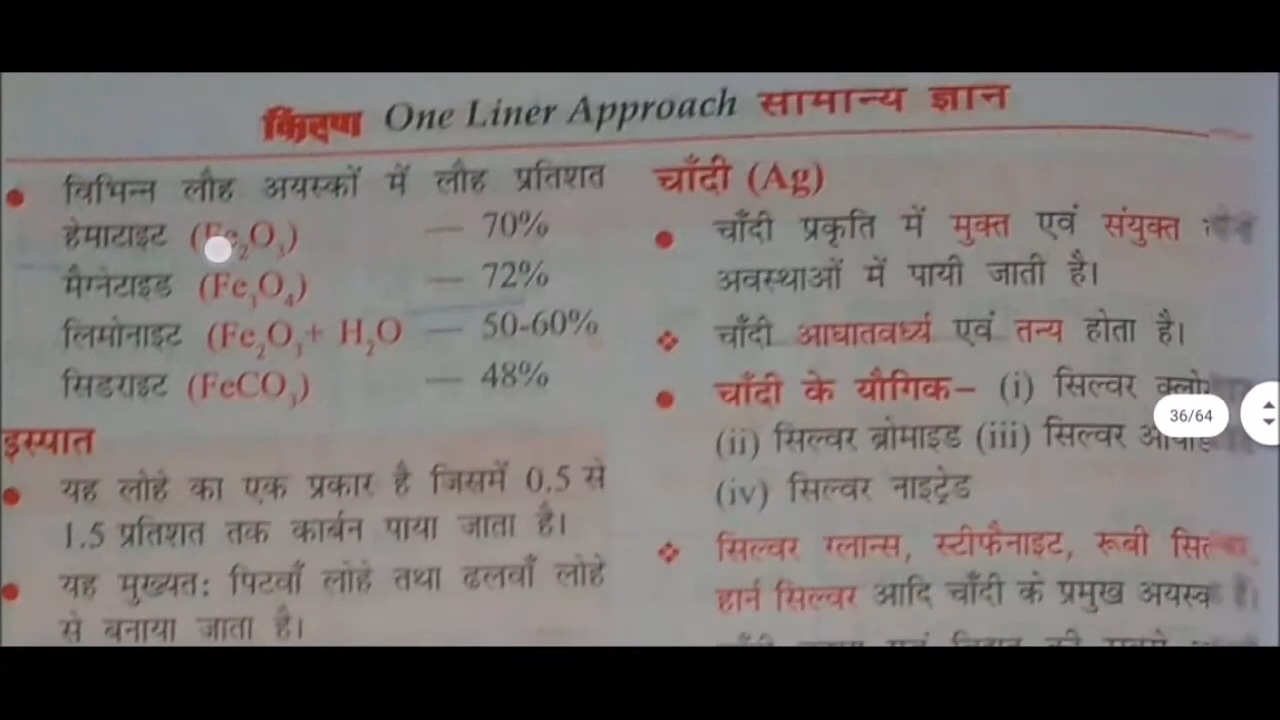 किरण One Liner Approach सामान्य ज्ञान
• विभिन्न लौह अयस्कों में लौह प्रतिशत
हेमाटाइट (Fe₂O₃) — 70%
मैग्नेटाइड (Fe₃O₄) — 72%
लिमोनाइट (Fe₂O₃+ H₂O — 50-60%
सिडराइट (FeCO₃) — 48%
इस्पात
• यह लोहे का एक प्रकार है जिसमें 0.5 से
1.5 प्रतिशत तक कार्बन पाया जाता है।
• यह मुख्यतः पिटवाँ लोहे तथा ढलवाँ लोहे
से बनाया जाता है।
चाँदी (Ag)
• चाँदी प्रकृति में मुक्त एवं संयुक्त
अवस्थाओं में पायी जाती है।
❖ चाँदी आघातवर्ध्य एवं तन्य होता है।
• चाँदी के यौगिक– (i) सिल्वर
(ii) सिल्वर ब्रोमाइड (iii) सिल्वर
(iv) सिल्वर नाइट्रेड
❖ सिल्वर ग्लान्स, स्टीफैनाइट, रूबी
हार्न सिल्वर आदि चाँदी के प्रमुख अयस्क है।
36/64